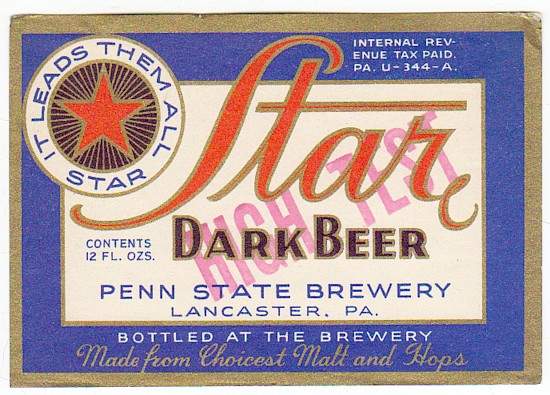 IT LEADS THEM ALL
STAR
INTERNAL REV-
ENUE TAX PAID.
PA. U-344-A.
Star
HIGH TEST
DARK BEER
CONTENTS
12 FL. OZS.
PENN STATE BREWERY
LANCASTER, PA.
BOTTLED AT THE BREWERY
Made from Choicest Malt and Hops